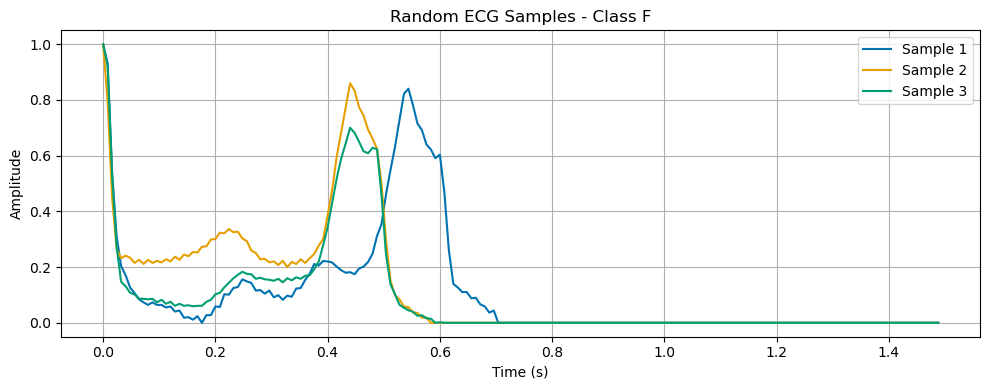 Random ECG Samples - Class F
Sample 1
Sample 2
Sample 3
Amplitude
1.0
0.8
0.6
0.4
0.2
0.0
0.0 0.2 0.4 0.6 0.8 1.0 1.2 1.4
Time (s)